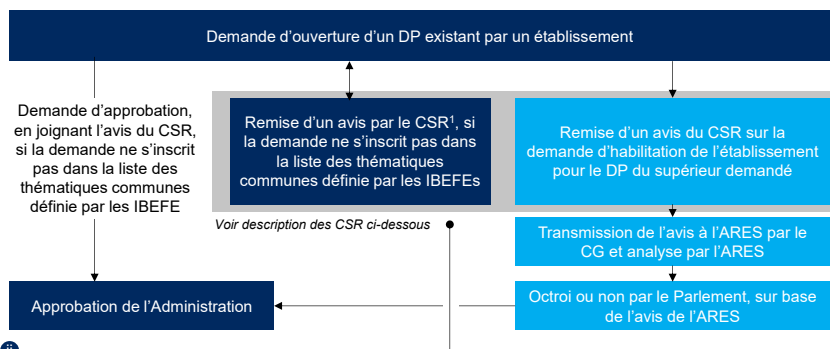 Demande d'ouverture d'un DP existant par un établissement
Demande d'approbation,
en joignant l'avis du CSR,
si la demande ne s'inscrit
pas dans la liste des
thématiques communes
définie par les IBEFE
Remise d'un avis par le CSR¹, si
la demande ne s'inscrit pas dans
la liste des thématiques
communes définie par les IBEFEs
Remise d'un avis du CSR sur la
demande d'habilitation de l'établissement
pour le DP du supérieur demandé
Voir description des CSR ci-dessous
Transmission de l'avis à l'ARES par le
CG et analyse par l'ARES
Approbation de l'Administration
Octroi ou non par le Parlement, sur base
de l'avis de l'ARES